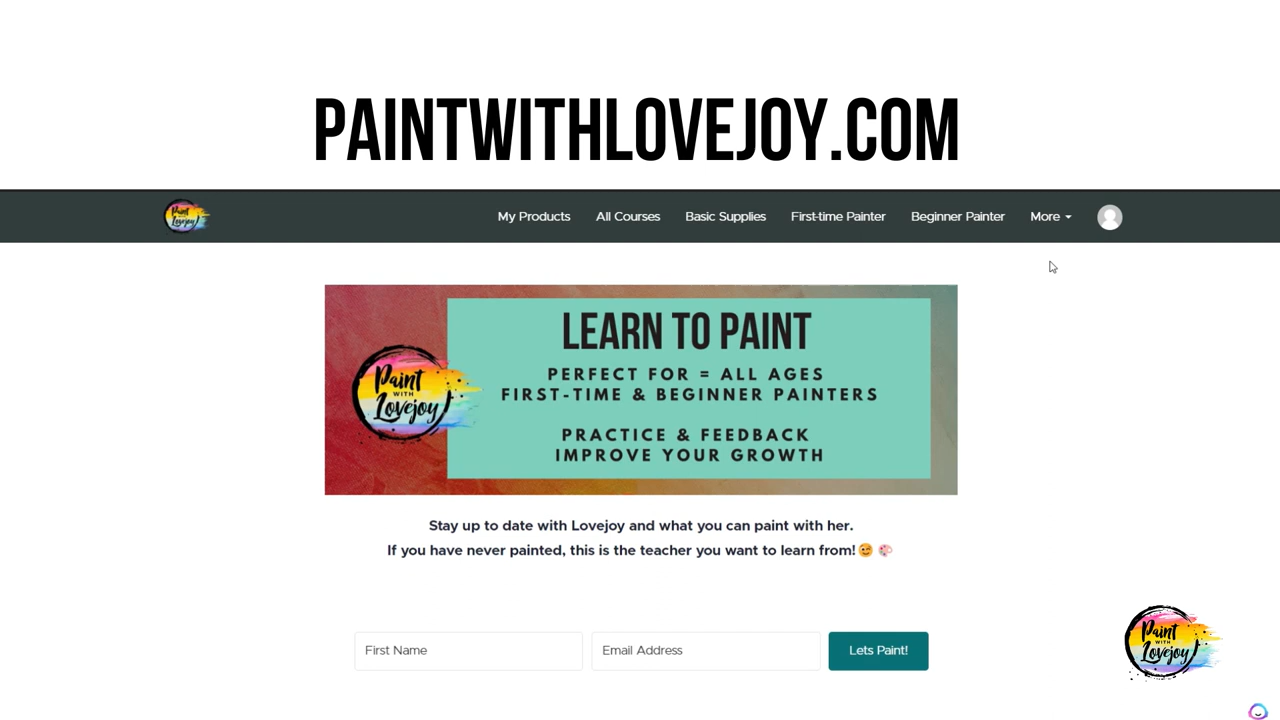 PAINTWITHLOVEJOY.COM
Paint
WITH
Lovejoy
My Products All Courses Basic Supplies First-time Painter Beginner Painter More
LEARN TO PAINT
PERFECT FOR = ALL AGES
FIRST-TIME & BEGINNER PAINTERS
PRACTICE & FEEDBACK
IMPROVE YOUR GROWTH
Paint
WITH
Lovejoy
Stay up to date with Lovejoy and what you can paint with her.
If you have never painted, this is the teacher you want to learn from!
First Name Email Address Lets Paint!
Paint
WITH
Lovejoy